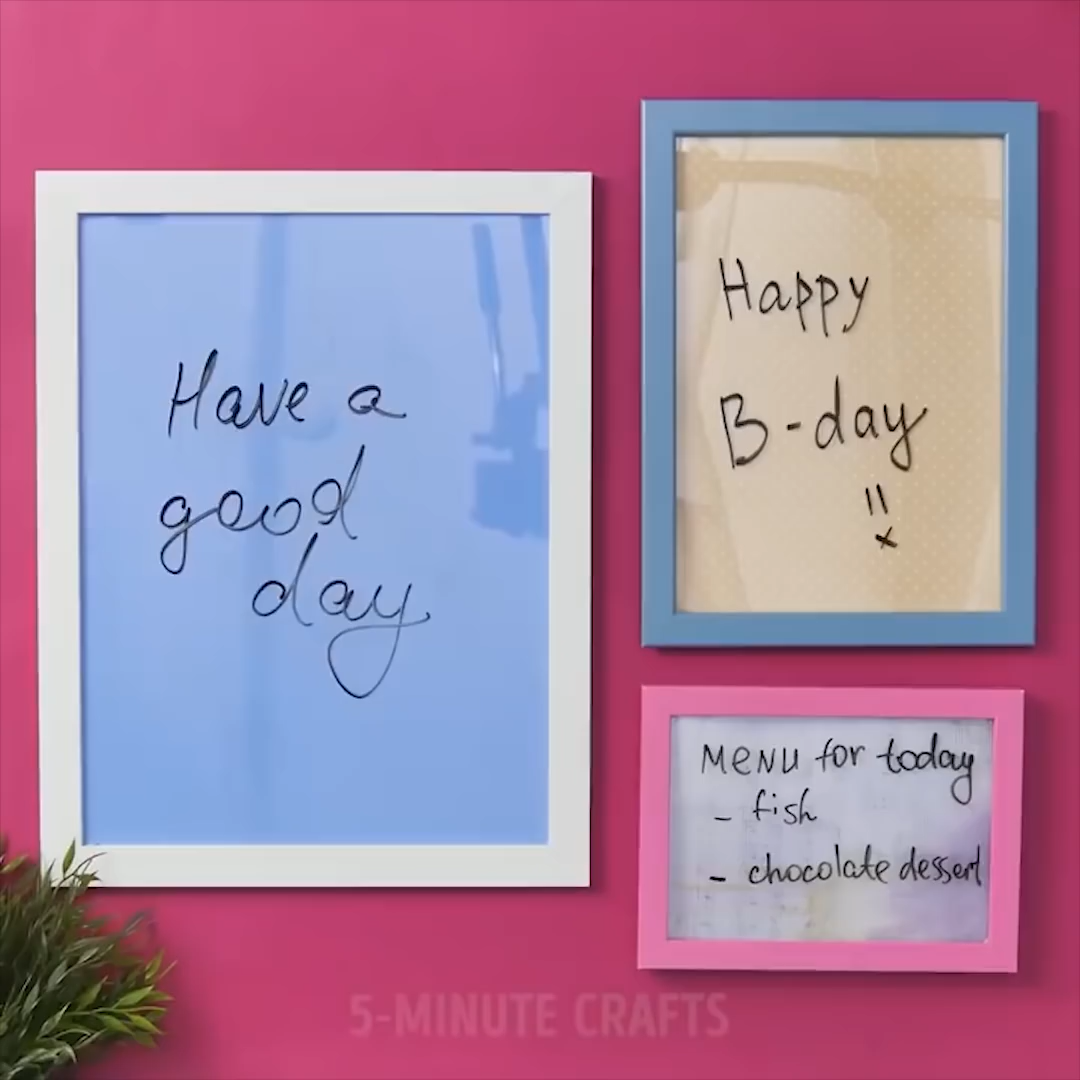 Have a
good
day
Happy
B-day
!!
x
MENU for today
- fish
- chocolate dessert
5-MINUTE CRAFTS